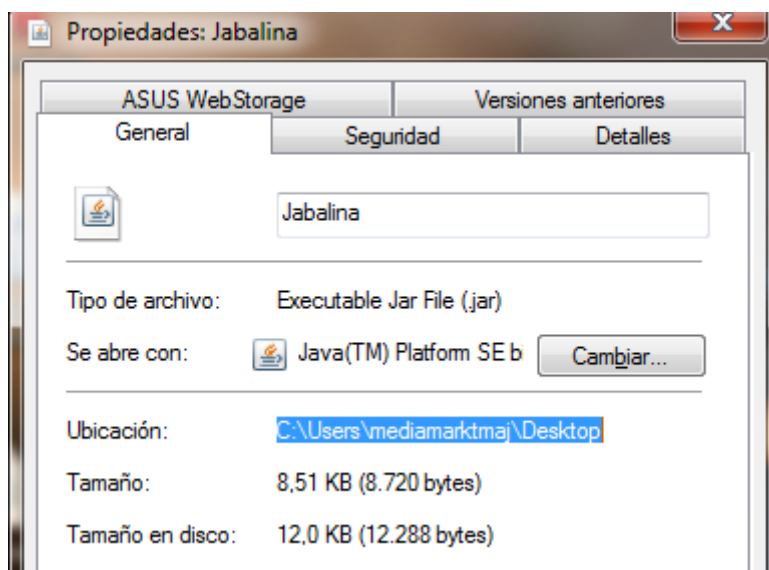 Propiedades: Jabalina
ASUS WebStorage Versiones anteriores
General Seguridad Detalles
Jabalina
Tipo de archivo: Executable Jar File (.jar)
Se abre con: Java(TM) Platform SE b Cambiar...
Ubicación: C:\Users\mediamarktmaj\Desktop
Tamaño: 8,51 KB (8.720 bytes)
Tamaño en disco: 12,0 KB (12.288 bytes)